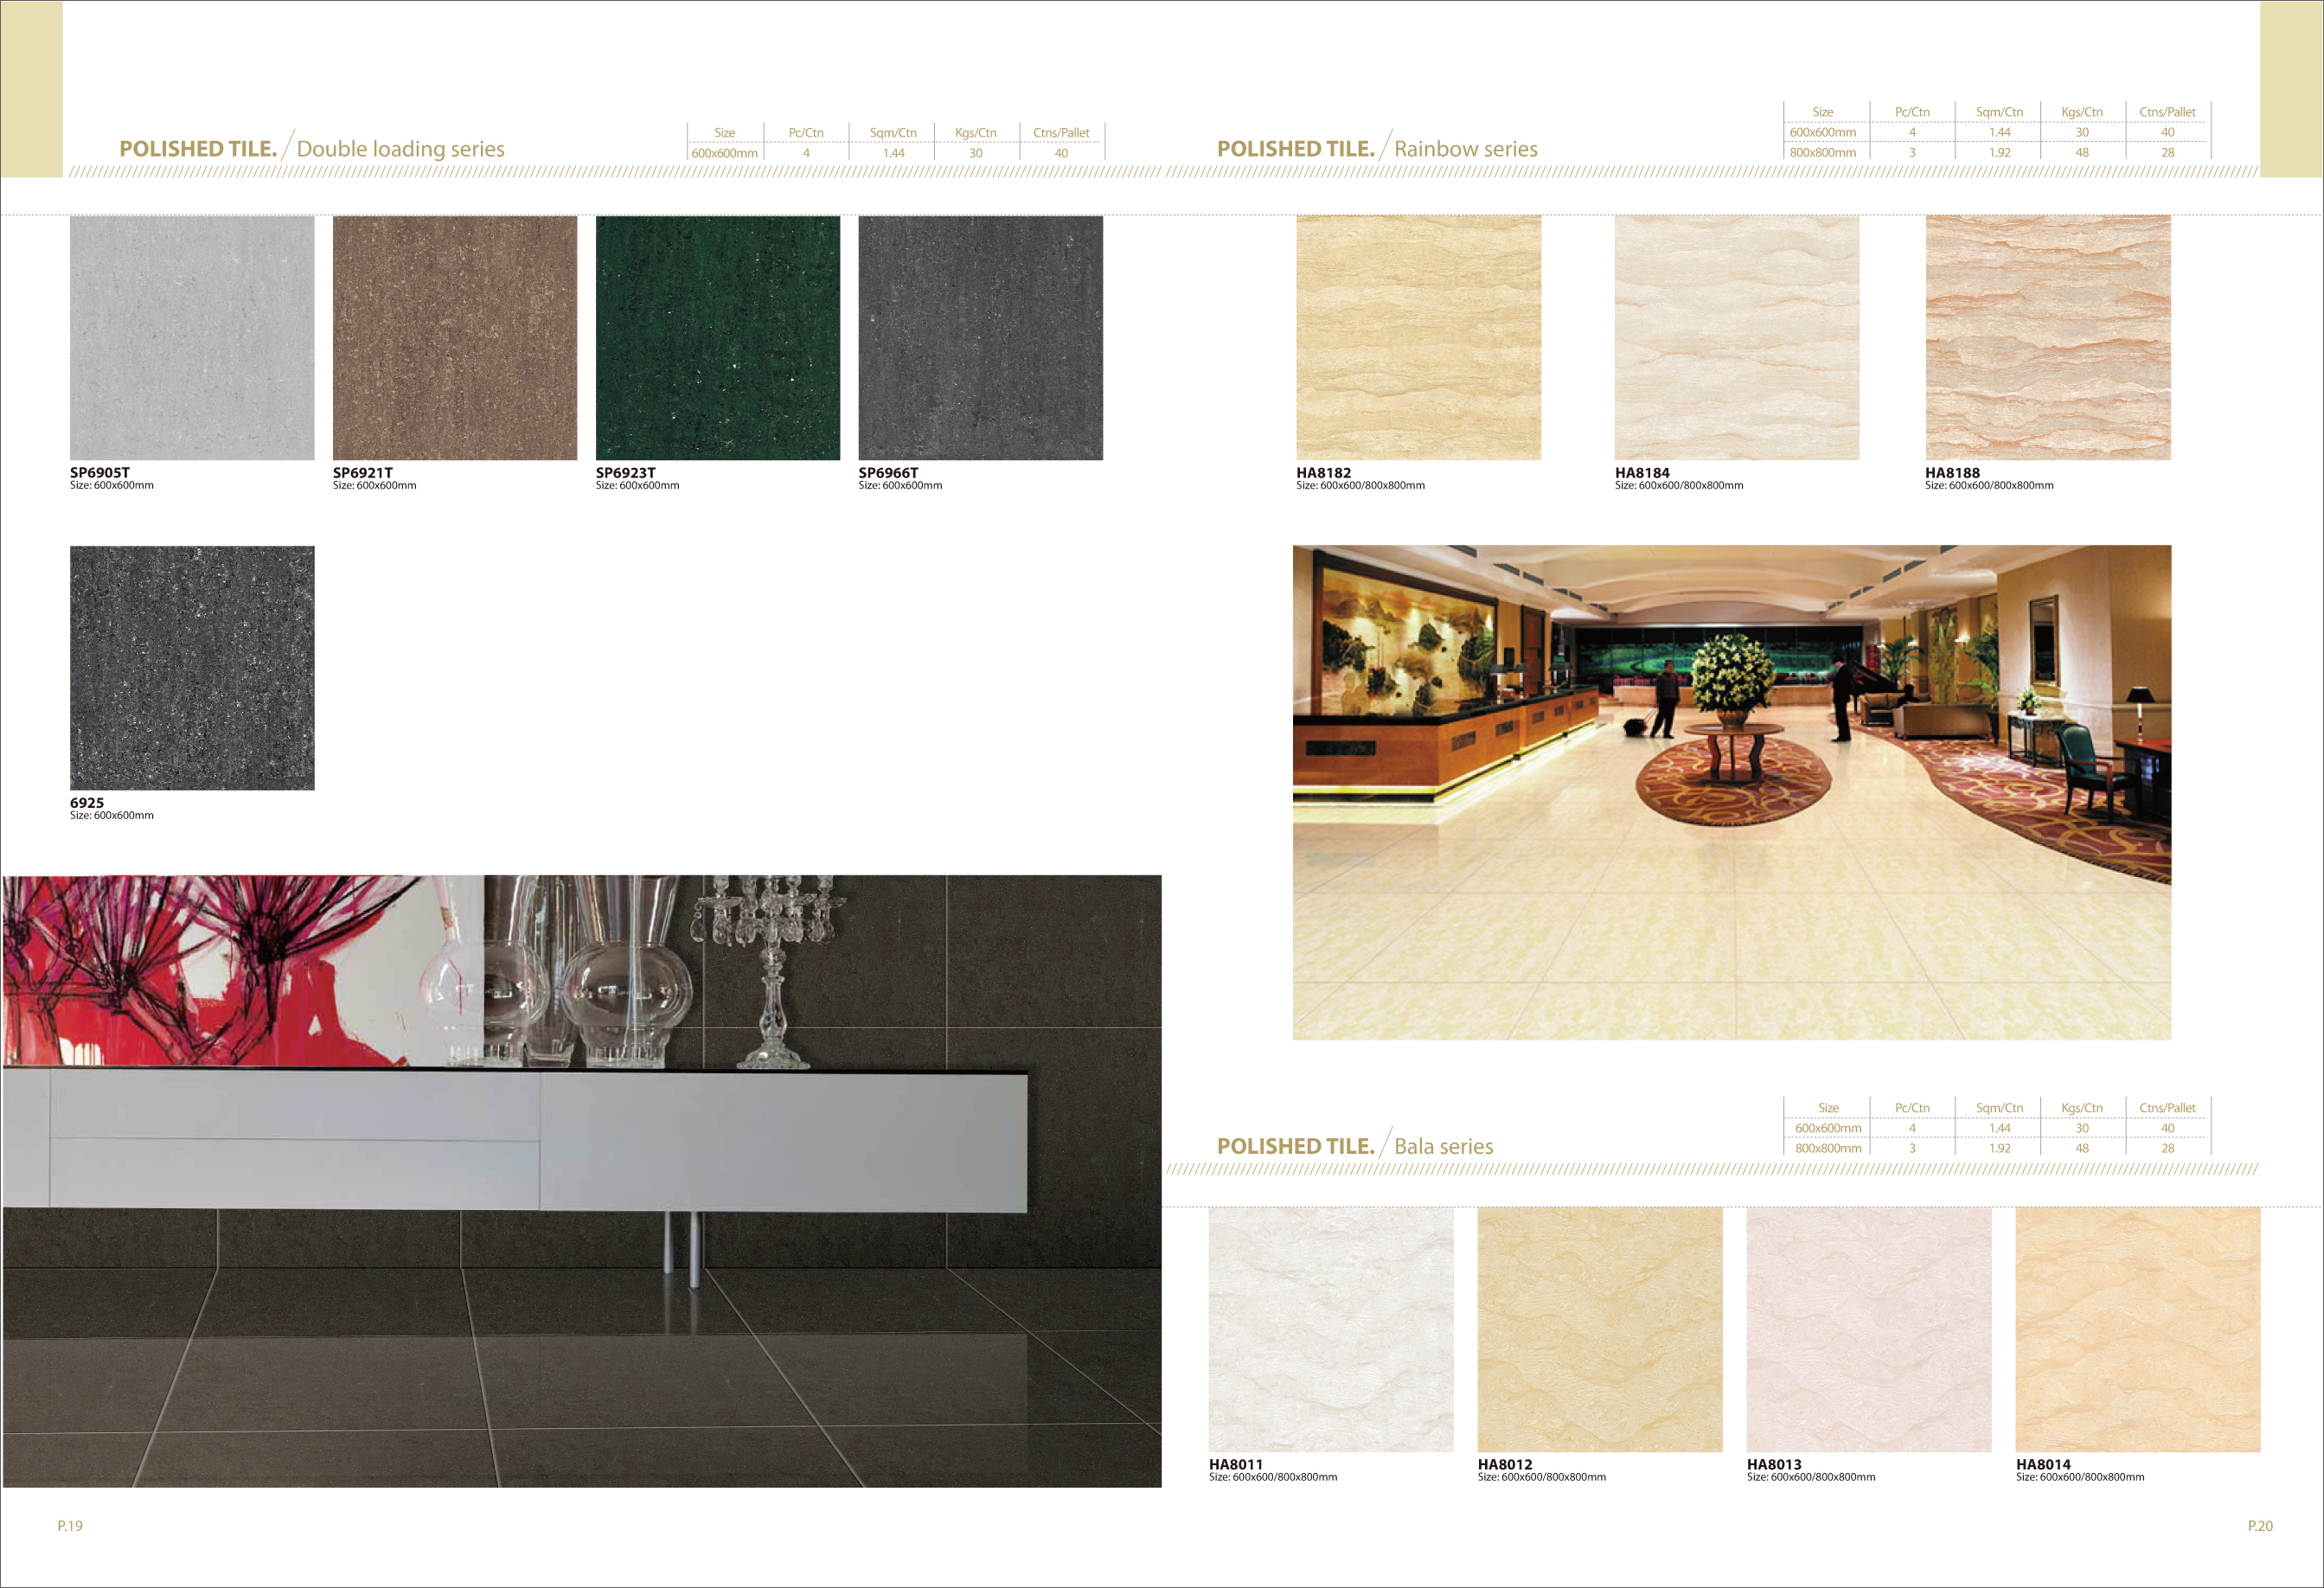 POLISHED TILE. / Double loading series
Size Pc/Ctn Sqm/Ctn Kgs/Ctn Ctns/Pallet
600x600mm 4 1.44 30 40
SP6905T
Size: 600x600mm
SP6921T
Size: 600x600mm
SP6923T
Size: 600x600mm
SP6966T
Size: 600x600mm
6925
Size: 600x600mm
P.19
POLISHED TILE. / Rainbow series
Size Pc/Ctn Sqm/Ctn Kgs/Ctn Ctns/Pallet
600x600mm 4 1.44 30 40
800x800mm 3 1.92 48 28
HA8182
Size: 600x600/800x800mm
HA8184
Size: 600x600/800x800mm
HA8188
Size: 600x600/800x800mm
POLISHED TILE. / Bala series
Size Pc/Ctn Sqm/Ctn Kgs/Ctn Ctns/Pallet
600x600mm 4 1.44 30 40
800x800mm 3 1.92 48 28
HA8011
Size: 600x600/800x800mm
HA8012
Size: 600x600/800x800mm
HA8013
Size: 600x600/800x800mm
HA8014
Size: 600x600/800x800mm
P.20